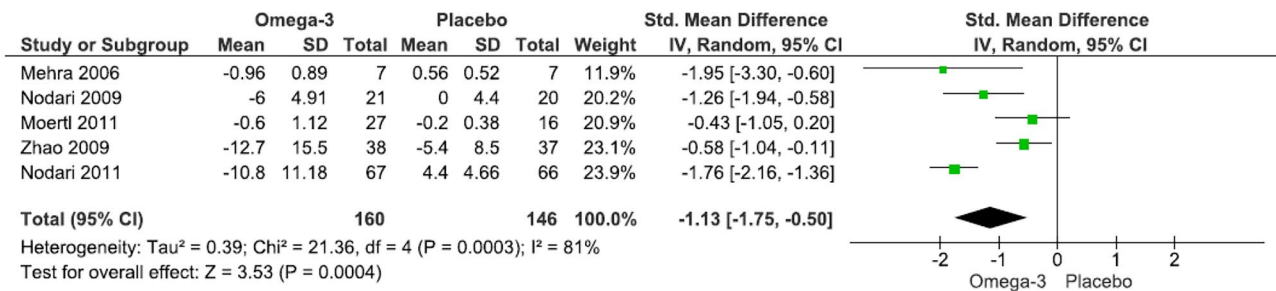 Omega-3 Placebo Std. Mean Difference Std. Mean Difference
Study or Subgroup Mean SD Total Mean SD Total Weight IV, Random, 95% CI IV, Random, 95% CI
Mehra 2006 -0.96 0.89 7 0.56 0.52 7 11.9% -1.95 [-3.30, -0.60]
Nodari 2009 -6 4.91 21 0 4.4 20 20.2% -1.26 [-1.94, -0.58]
Moertl 2011 -0.6 1.12 27 -0.2 0.38 16 20.9% -0.43 [-1.05, 0.20]
Zhao 2009 -12.7 15.5 38 -5.4 8.5 37 23.1% -0.58 [-1.04, -0.11]
Nodari 2011 -10.8 11.18 67 4.4 4.66 66 23.9% -1.76 [-2.16, -1.36]
Total (95% CI) 160 146 100.0% -1.13 [-1.75, -0.50]
Heterogeneity: Tau² = 0.39; Chi² = 21.36, df = 4 (P = 0.0003); I² = 81%
Test for overall effect: Z = 3.53 (P = 0.0004)
-2 -1 0 1 2
Omega-3 Placebo